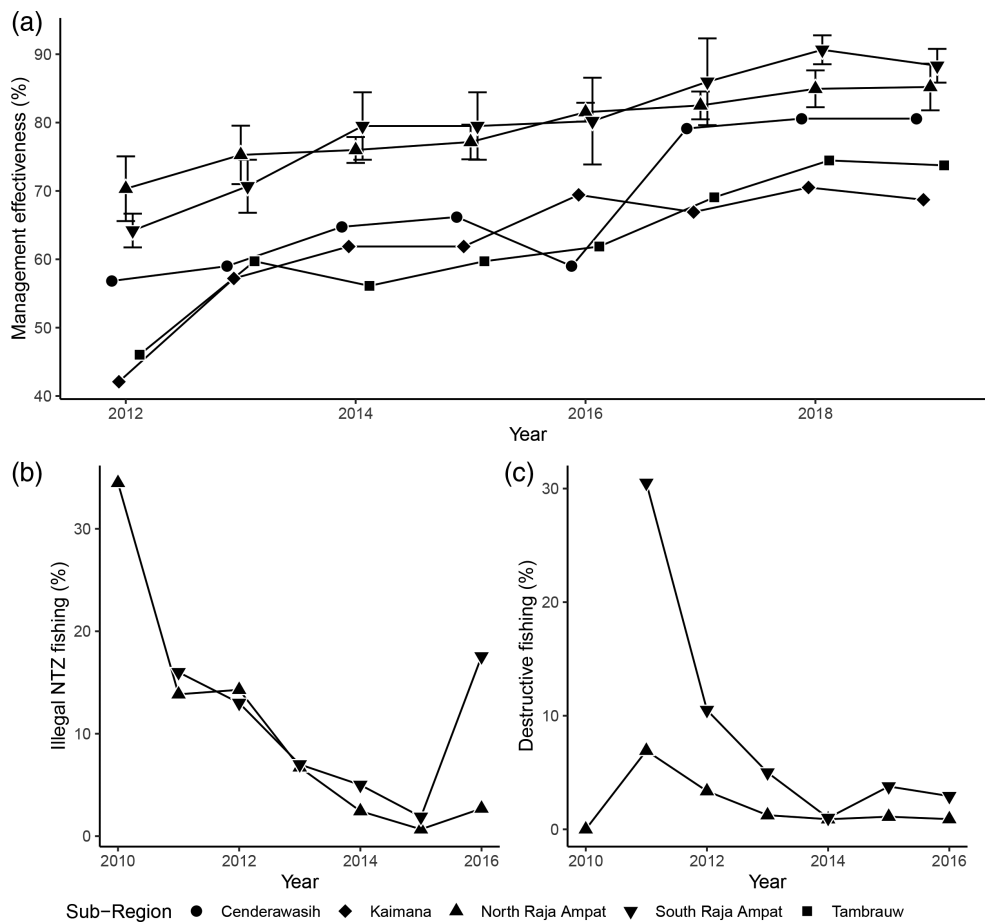 (a)
Management effectiveness (%)
90
80
70
60
50
40
2012 2014 2016 2018
Year
(b)
Illegal NTZ fishing (%)
30
20
10
0
2010 2012 2014 2016
Year
(c)
Destructive fishing (%)
30
20
10
0
2010 2012 2014 2016
Year
Sub−Region Cenderawasih Kaimana North Raja Ampat South Raja Ampat Tambrauw